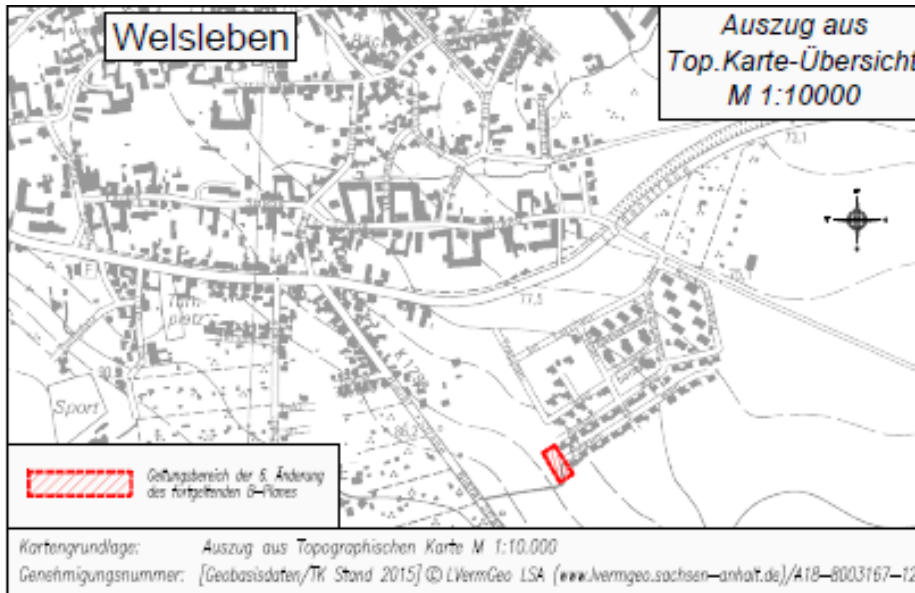 Welsleben
Auszug aus
Top.Karte-Übersicht
M 1:10000
73,1
77,5
F
Sport
Geltungsbereich der 6. Änderung
des fortgeltenden B-Planes
Kartengrundlage: Auszug aus Topographischen Karte M 1:10.000
Genehmigungsnummer: [Geobasisdaten/TK Stand 2015] © LVermGeo LSA (www.lvermgeo.sachsen-anhalt.de)/A18-8003167-12